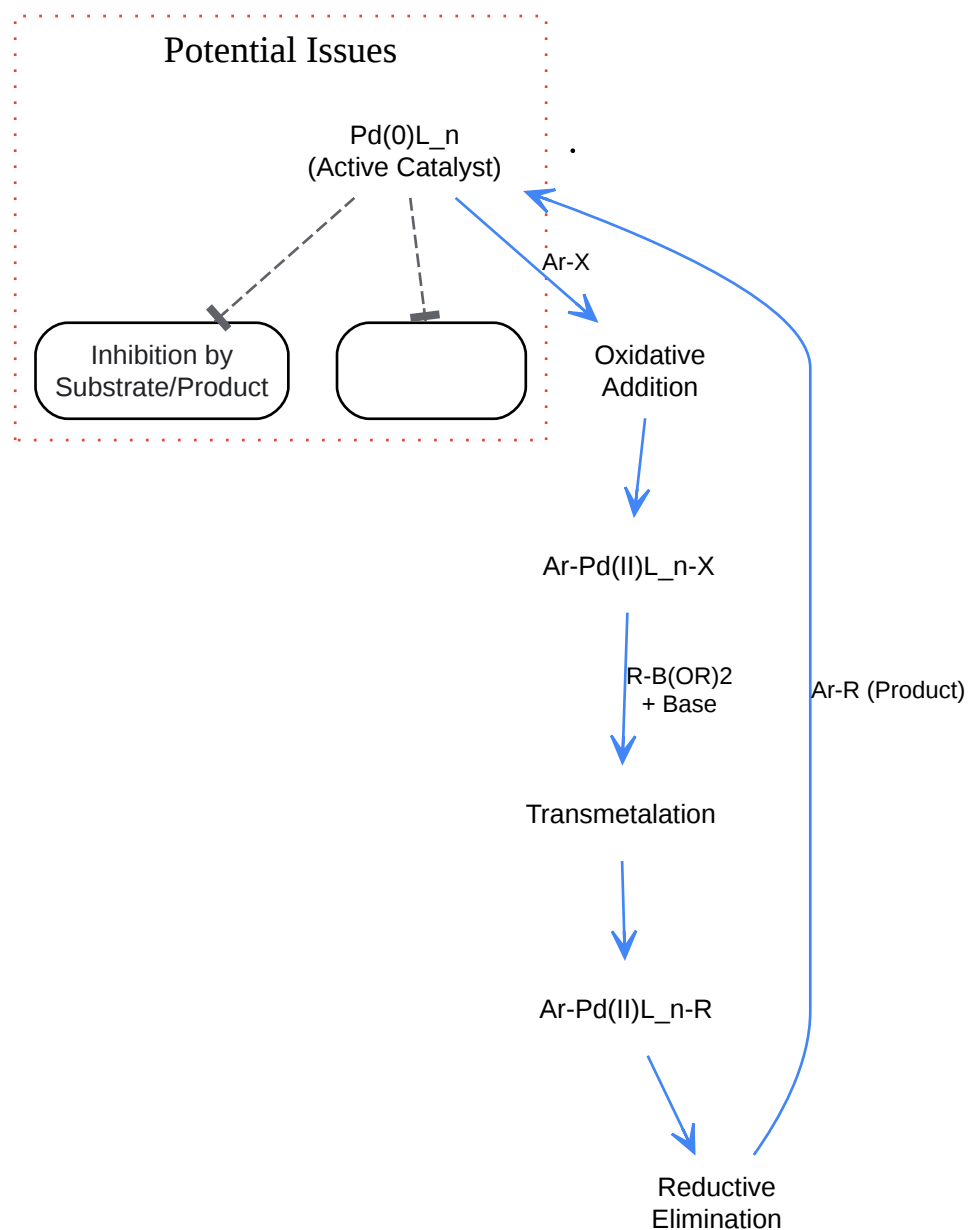 Potential Issues
Pd(0)L_n
(Active Catalyst)
.
Ar-X
Inhibition by
Substrate/Product
Oxidative
Addition
Ar-Pd(II)L_n-X
R-B(OR)2
+ Base
Ar-R (Product)
Transmetalation
Ar-Pd(II)L_n-R
Reductive
Elimination